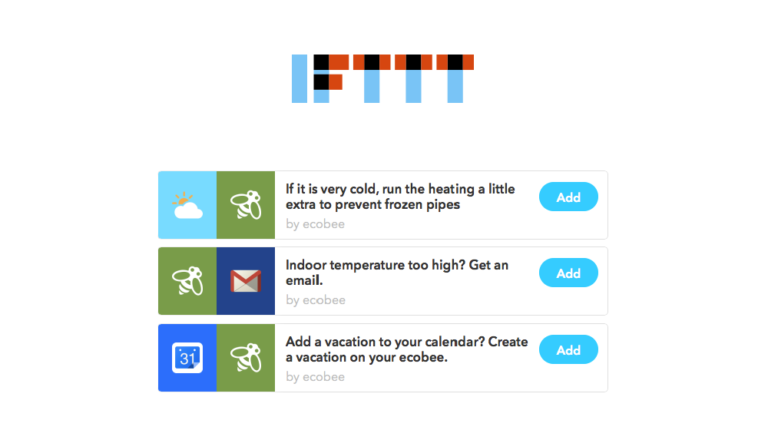 IFTTT
If it is very cold, run the heating a little
extra to prevent frozen pipes
by ecobee
Add
Indoor temperature too high? Get an
email.
by ecobee
Add
31
Add a vacation to your calendar? Create
a vacation on your ecobee.
by ecobee
Add